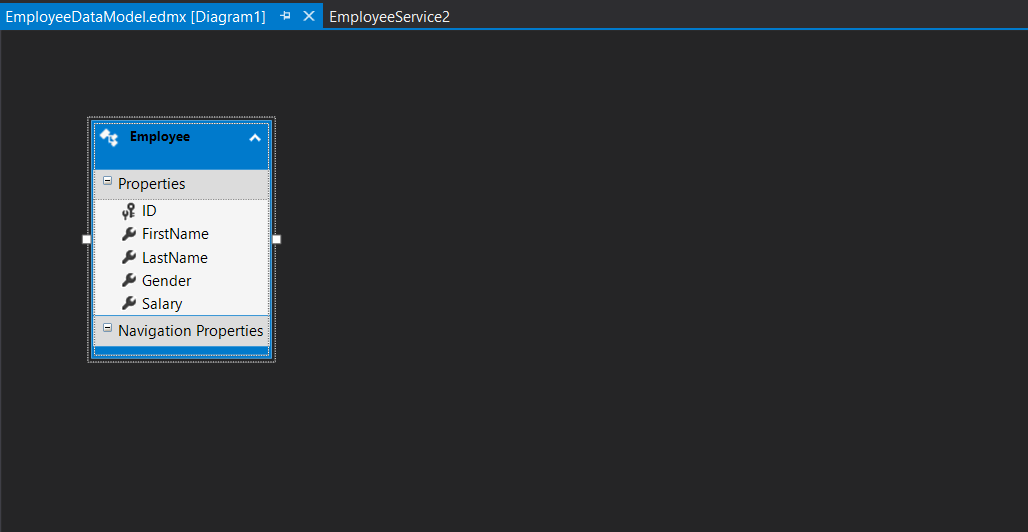 EmployeeDataModel.edmx [Diagram1] EmployeeService2
Employee
Properties
ID
FirstName
LastName
Gender
Salary
Navigation Properties